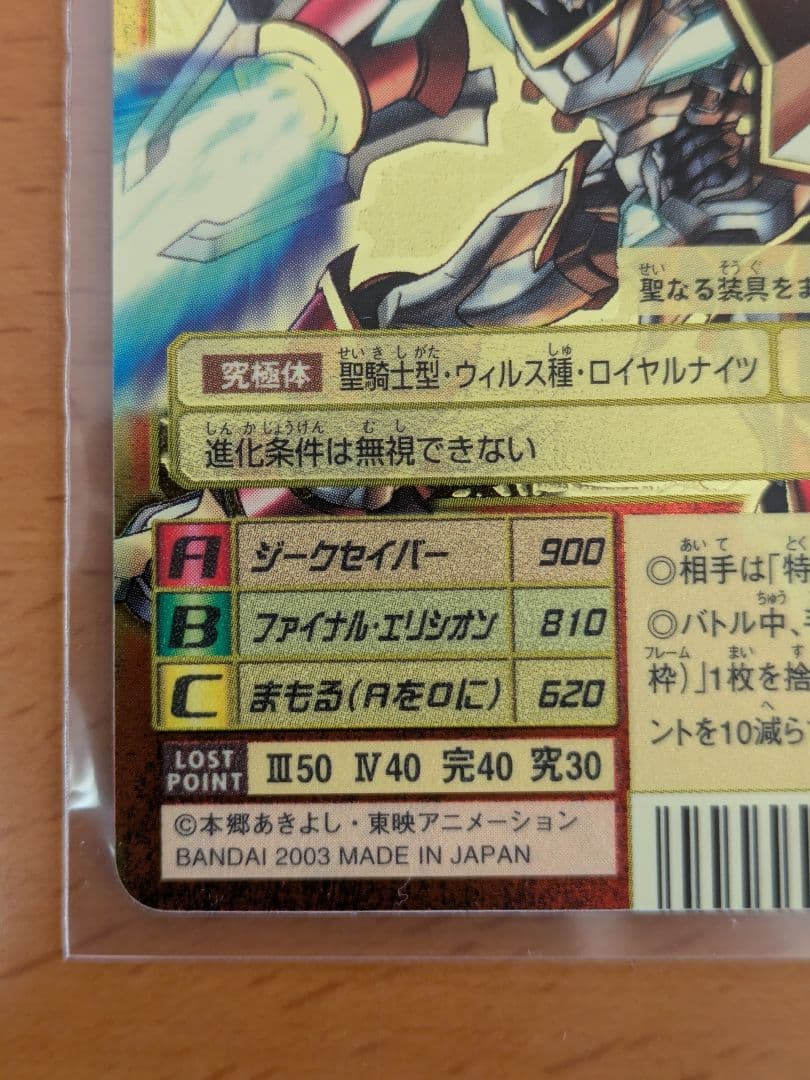 聖なる装具をま
究極体 聖騎士型・ウィルス種・ロイヤルナイツ
進化条件は無視できない
A ジークセイバー 900
B ファイナル・エリシオン 810
C まもる(Aを0に) 620
◎相手は「特
◎バトル中、手
枠)」1枚を捨
ントを10減ら
LOST POINT Ⅲ50 Ⅳ40 完40 究30
©本郷あきよし・東映アニメーション
BANDAI 2003 MADE IN JAPAN